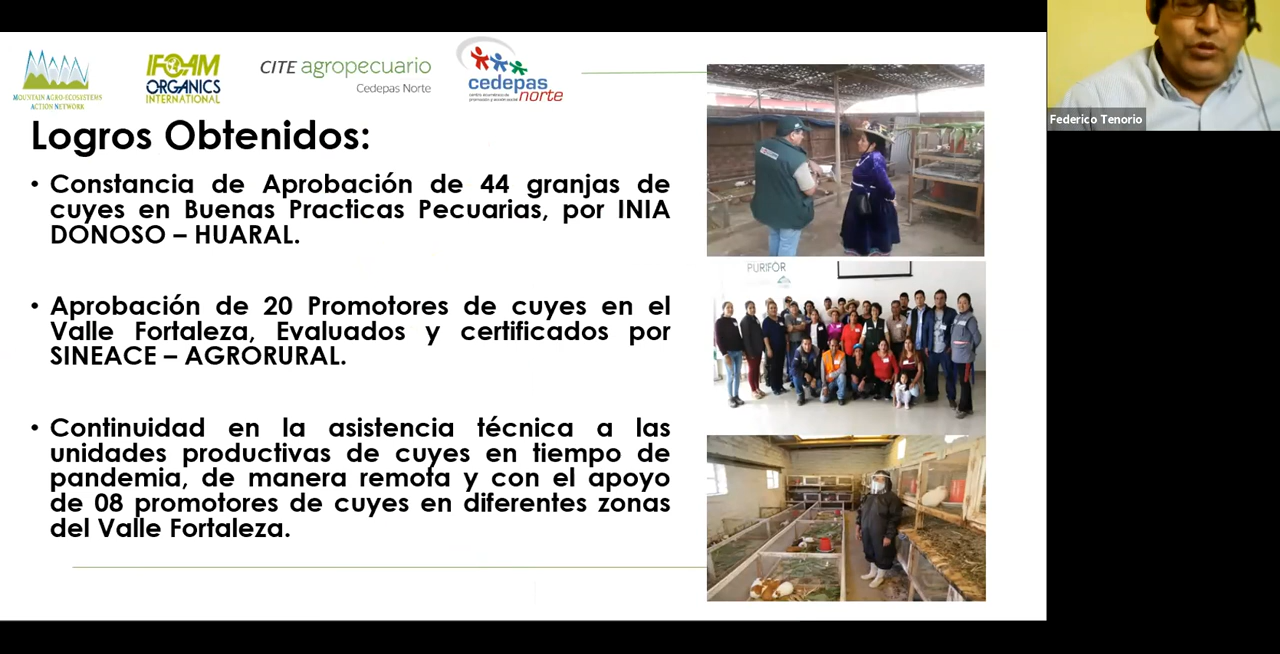 MOUNTAIN AGRO-ECOSYSTEMS
ACTION NETWORK
IFOAM
ORGANICS
INTERNATIONAL
CITE agropecuario
Cedepas Norte
cedepas
norte
Federico Tenorio
Logros Obtenidos:
• Constancia de Aprobación de 44 granjas de
cuyes en Buenas Practicas Pecuarias, por INIA
DONOSO – HUARAL.
• Aprobación de 20 Promotores de cuyes en el
Valle Fortaleza, Evaluados y certificados por
SINEACE – AGRORURAL.
• Continuidad en la asistencia técnica a las
unidades productivas de cuyes en tiempo de
pandemia, de manera remota y con el apoyo
de 08 promotores de cuyes en diferentes zonas
del Valle Fortaleza.
PURIFÒR